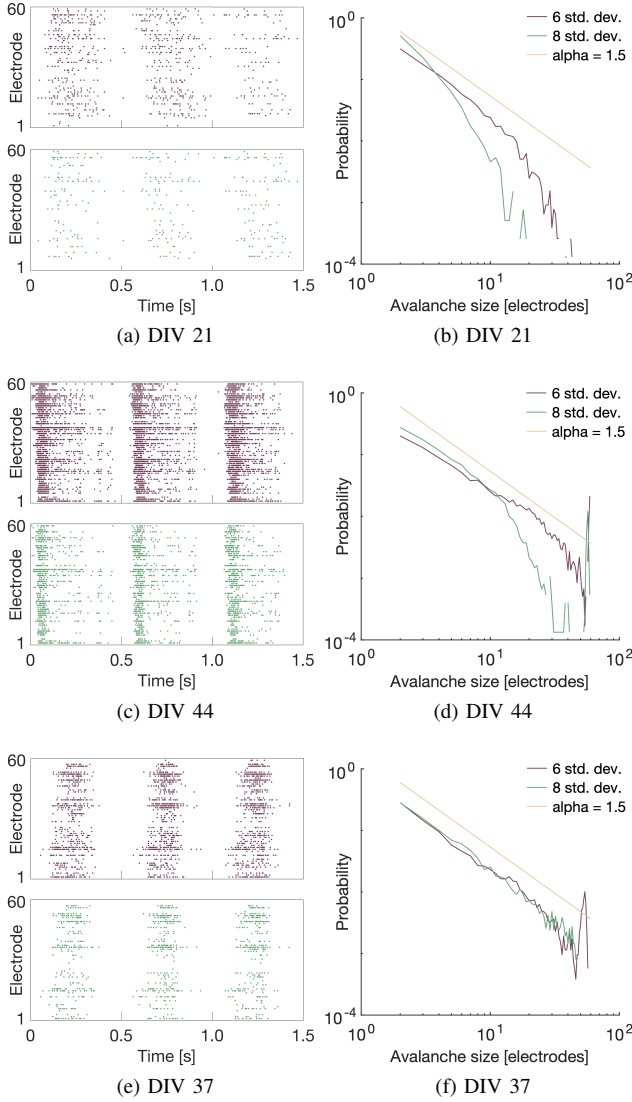 60
Electrode
1
60
Electrode
1
0 0.5 1.0 1.5
Time [s]
(a) DIV 21
10^0
Probability
10^-4
10^0 10^1 10^2
Avalanche size [electrodes]
6 std. dev.
8 std. dev.
alpha = 1.5
(b) DIV 21
60
Electrode
1
60
Electrode
1
0 0.5 1.0 1.5
Time [s]
(c) DIV 44
10^0
Probability
10^-4
10^0 10^1 10^2
Avalanche size [electrodes]
6 std. dev.
8 std. dev.
alpha = 1.5
(d) DIV 44
60
Electrode
1
60
Electrode
1
0 0.5 1.0 1.5
Time [s]
(e) DIV 37
10^0
Probability
10^-4
10^0 10^1 10^2
Avalanche size [electrodes]
6 std. dev.
8 std. dev.
alpha = 1.5
(f) DIV 37